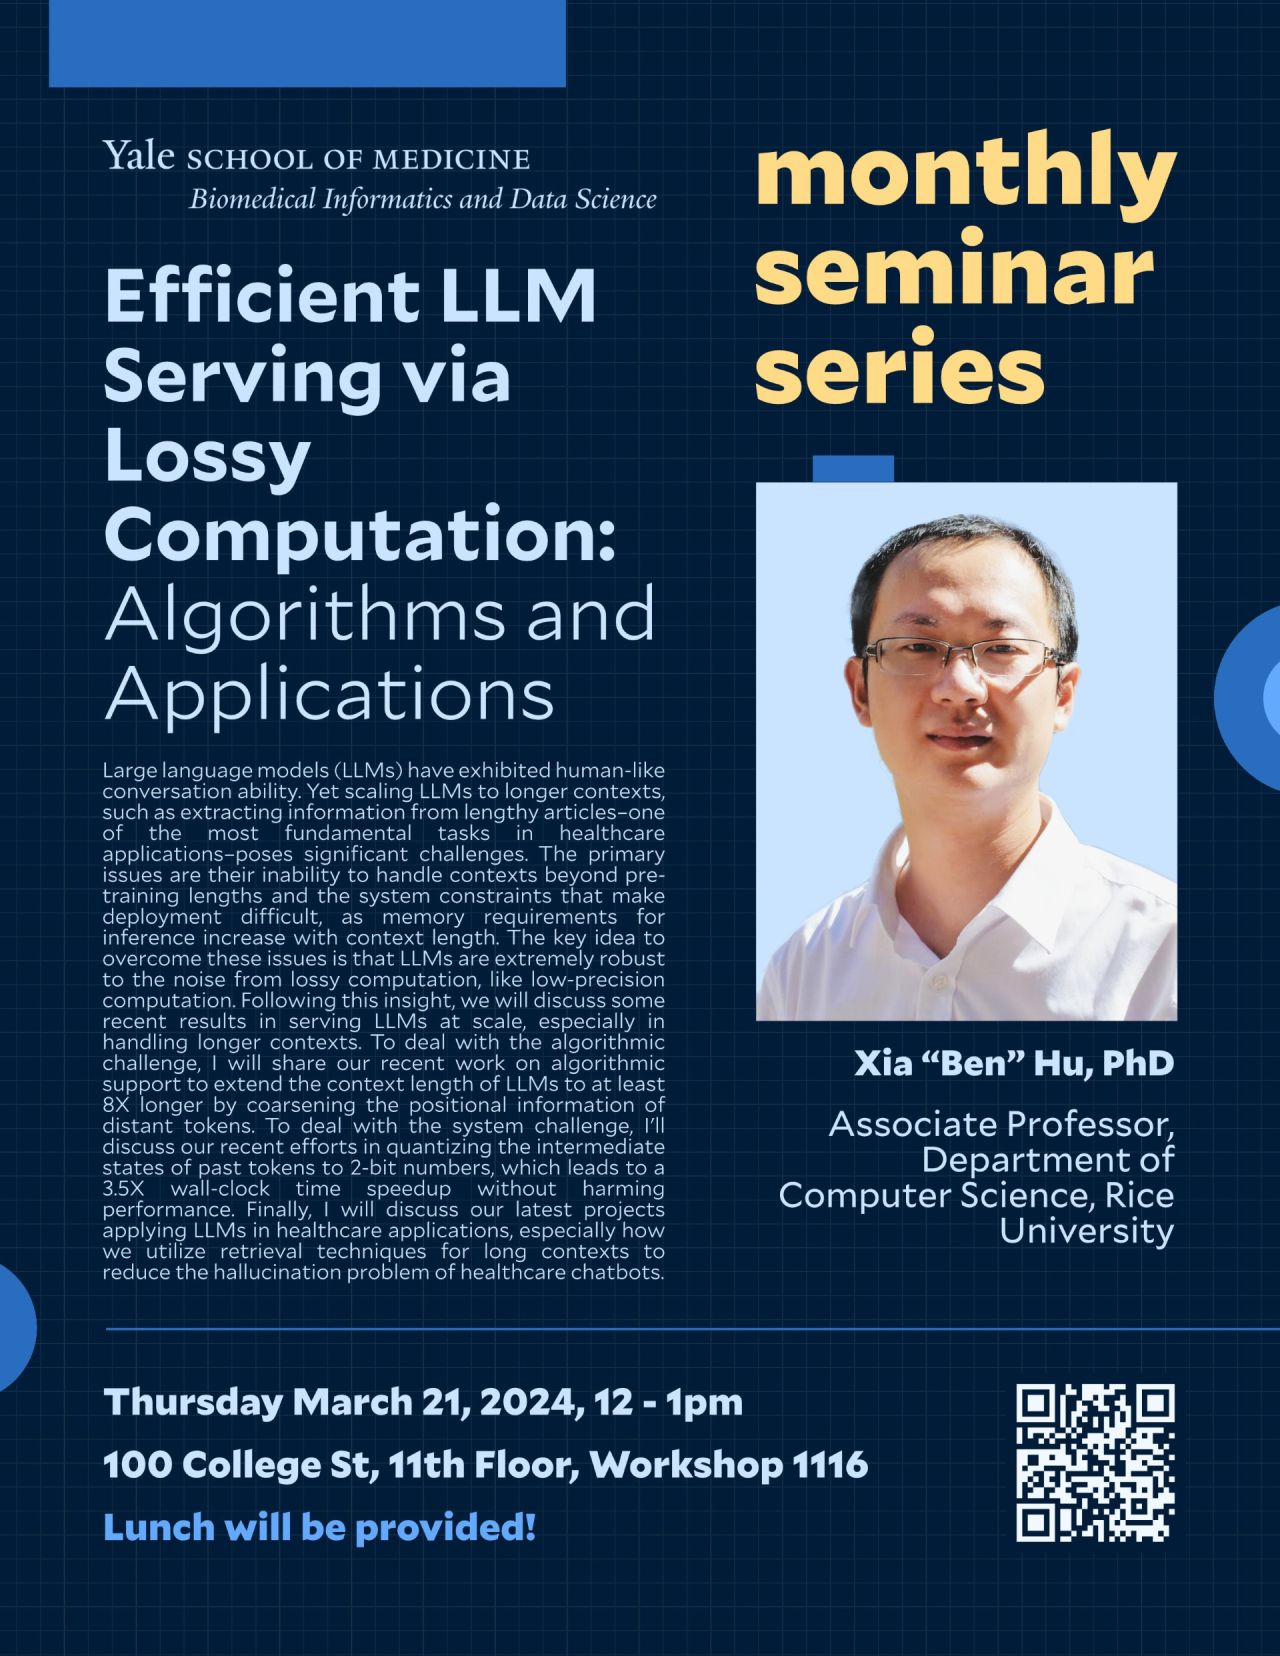 Yale SCHOOL OF MEDICINE
Biomedical Informatics and Data Science
monthly
seminar
series
Efficient LLM
Serving via
Lossy
Computation:
Algorithms and
Applications
Large language models (LLMs) have exhibited human-like
conversation ability. Yet scaling LLMs to longer contexts,
such as extracting information from lengthy articles–one
of the most fundamental tasks in healthcare
applications–poses significant challenges. The primary
issues are their inability to handle contexts beyond pre-
training lengths and the system constraints that make
deployment difficult, as memory requirements for
inference increase with context length. The key idea to
overcome these issues is that LLMs are extremely robust
to the noise from lossy computation, like low-precision
computation. Following this insight, we will discuss some
recent results in serving LLMs at scale, especially in
handling longer contexts. To deal with the algorithmic
challenge, I will share our recent work on algorithmic
support to extend the context length of LLMs to at least
8X longer by coarsening the positional information of
distant tokens. To deal with the system challenge, I'll
discuss our recent efforts in quantizing the intermediate
states of past tokens to 2-bit numbers, which leads to a
3.5X wall-clock time speedup without harming
performance. Finally, I will discuss our latest projects
applying LLMs in healthcare applications, especially how
we utilize retrieval techniques for long contexts to
reduce the hallucination problem of healthcare chatbots.
Xia “Ben” Hu, PhD
Associate Professor,
Department of
Computer Science, Rice
University
Thursday March 21, 2024, 12 - 1pm
100 College St, 11th Floor, Workshop 1116
Lunch will be provided!